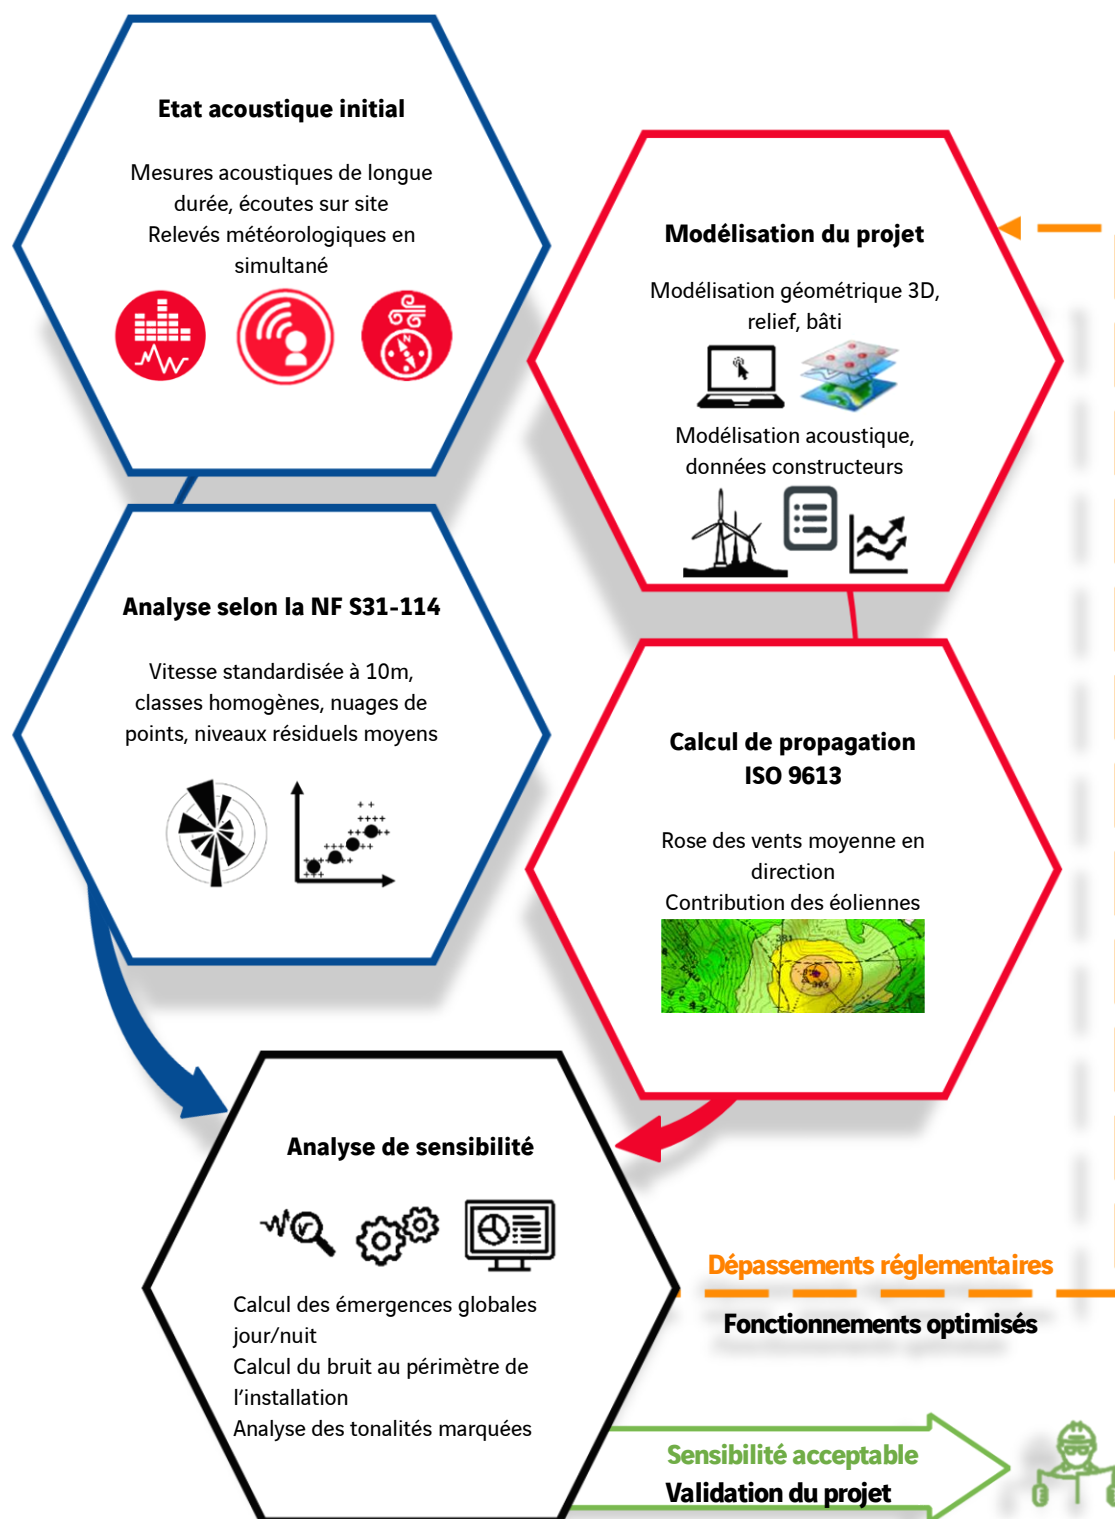 Etat acoustique initial
Mesures acoustiques de longue
durée, écoutes sur site
Relevés météorologiques en
simultané
Modélisation du projet
Modélisation géométrique 3D,
relief, bâti
Modélisation acoustique,
données constructeurs
Analyse selon la NF S31-114
Vitesse standardisée à 10m,
classes homogènes, nuages de
points, niveaux résiduels moyens
Calcul de propagation
ISO 9613
Rose des vents moyenne en
direction
Contribution des éoliennes
381
Analyse de sensibilité
Calcul des émergences globales
jour/nuit
Calcul du bruit au périmètre de
l'installation
Analyse des tonalités marquées
Dépassements réglementaires
Fonctionnements optimisés
Sensibilité acceptable
Validation du projet